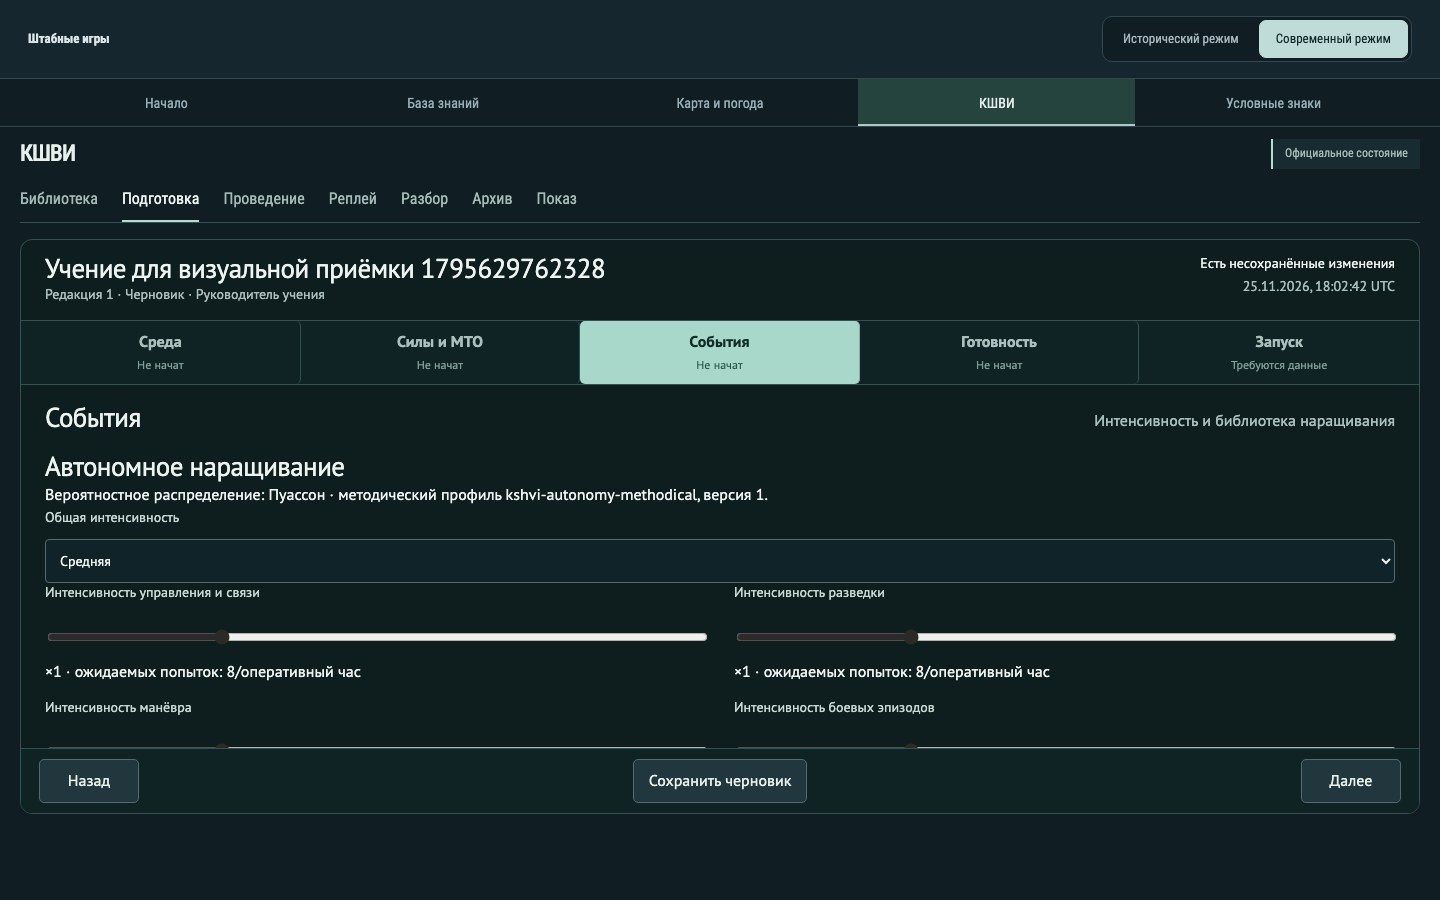 Штабные игры
Исторический режим
Современный режим
Начало
База знаний
Карта и погода
КШВИ
Условные знаки
КШВИ
Официальное состояние
Библиотека
Подготовка
Проведение
Реплей
Разбор
Архив
Показ
Учение для визуальной приёмки 1795629762328
Есть несохранённые изменения
Редакция 1 · Черновик · Руководитель учения
25.11.2026, 18:02:42 UTC
Среда
Не начат
Силы и МТО
Не начат
События
Не начат
Готовность
Не начат
Запуск
Требуются данные
События
Интенсивность и библиотека наращивания
Автономное наращивание
Вероятностное распределение: Пуассон · методический профиль kshvi-autonomy-methodical, версия 1.
Общая интенсивность
Средняя
Интенсивность управления и связи
Интенсивность разведки
×1 · ожидаемых попыток: 8/оперативный час
×1 · ожидаемых попыток: 8/оперативный час
Интенсивность манёвра
Интенсивность боевых эпизодов
Назад
Сохранить черновик
Далее